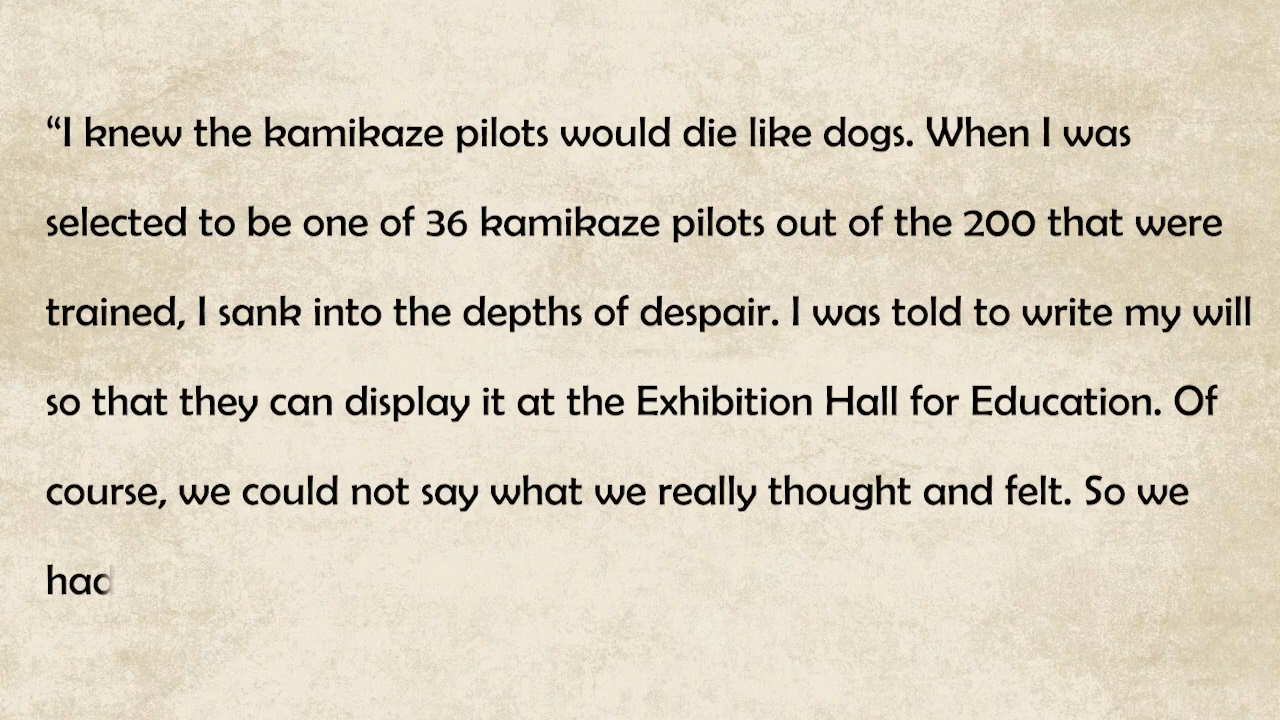 “I knew the kamikaze pilots would die like dogs. When I was
selected to be one of 36 kamikaze pilots out of the 200 that were
trained, I sank into the depths of despair. I was told to write my will
so that they can display it at the Exhibition Hall for Education. Of
course, we could not say what we really thought and felt. So we
had